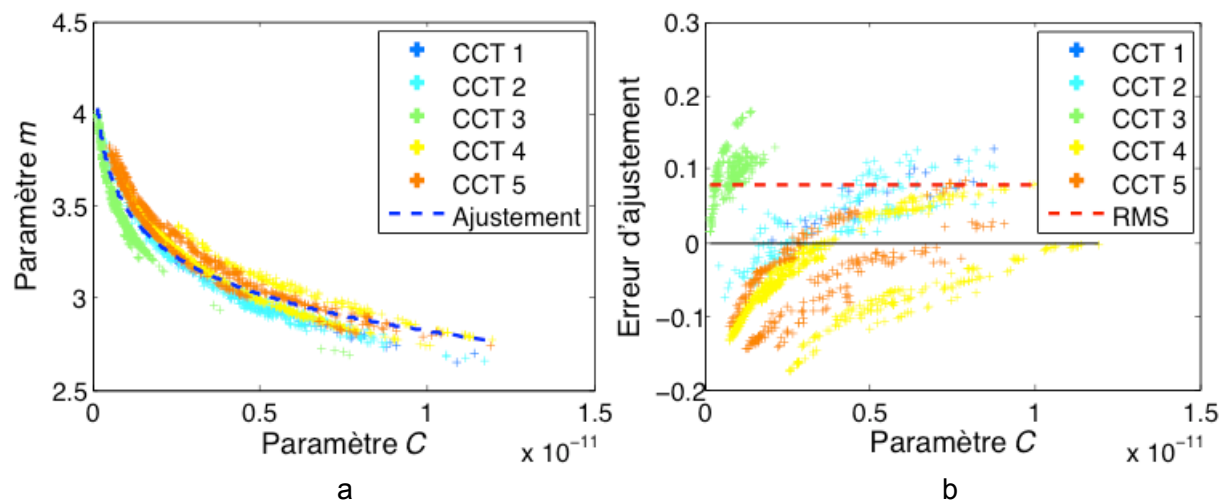 4.5
4
3.5
3
2.5
0
0.5
1
1.5
x 10⁻¹¹
Paramètre m
Paramètre C
CCT 1
CCT 2
CCT 3
CCT 4
CCT 5
Ajustement
a
0.3
0.2
0.1
0
−0.1
−0.2
0
0.5
1
1.5
x 10⁻¹¹
Erreur d'ajustement
Paramètre C
CCT 1
CCT 2
CCT 3
CCT 4
CCT 5
RMS
b